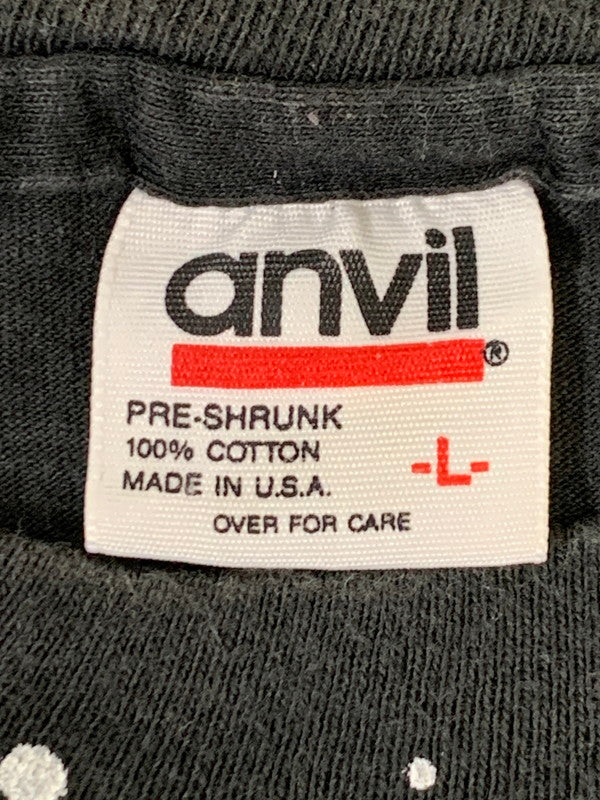 anvil®
PRE-SHRUNK
100% COTTON
-L-
MADE IN U.S.A.
OVER FOR CARE